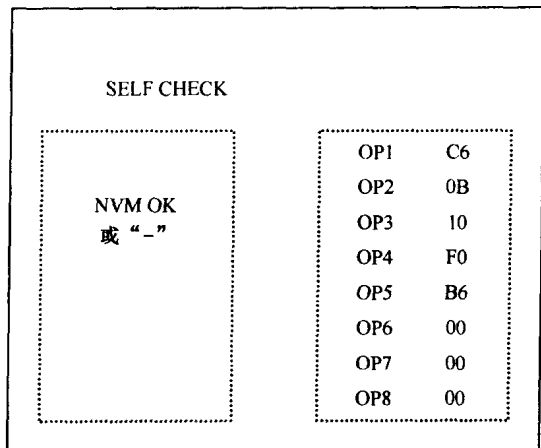 SELF CHECK
NVM OK
或“–”
OP1 C6
OP2 0B
OP3 10
OP4 F0
OP5 B6
OP6 00
OP7 00
OP8 00